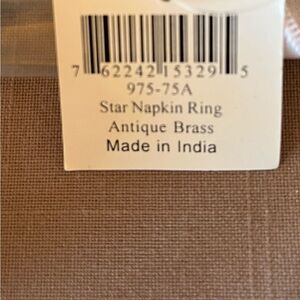 7 62242 15329 5
975-75A
Star Napkin Ring
Antique Brass
Made in India